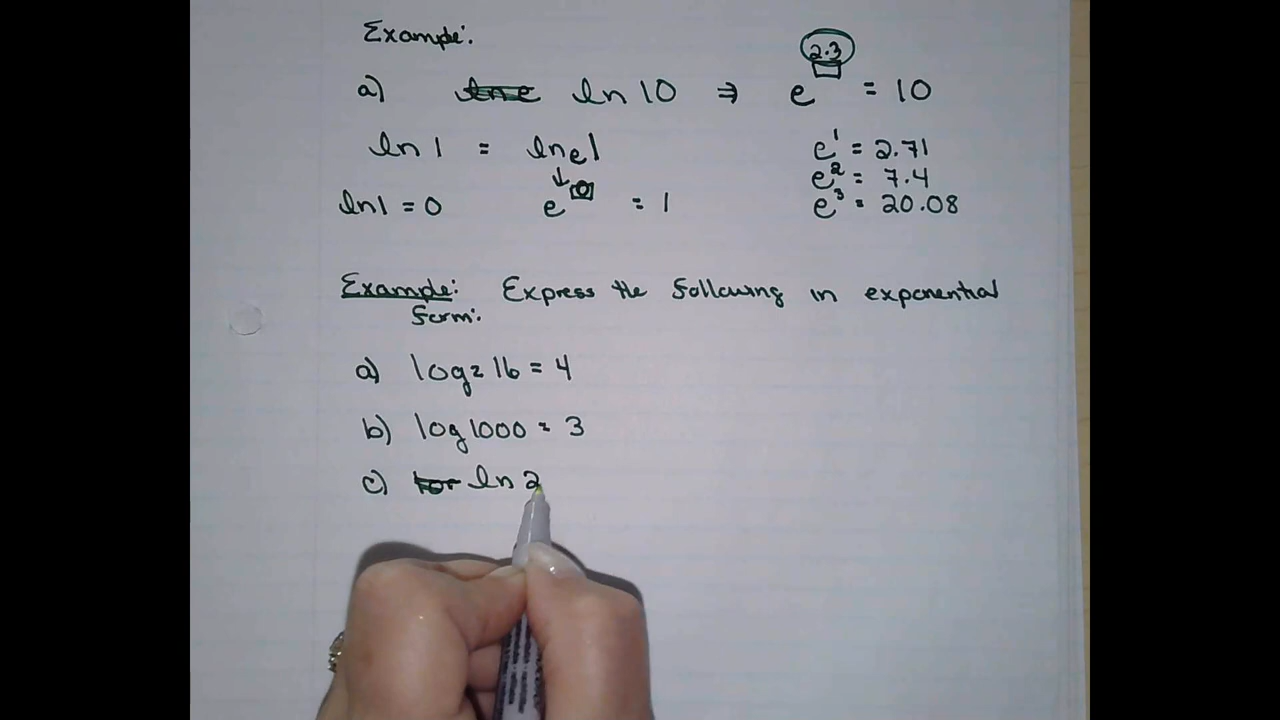 Example:
2.3
a) ln e ln 10 ⇒ e^□ = 10
ln 1 = ln_e 1 e^1 = 2.71
↓ e^2 = 7.4
ln 1 = 0 e^0 = 1 e^3 = 20.08
Example: Express the following in exponential
form:
a) log_2 16 = 4
b) log 1000 = 3
c) ln 2